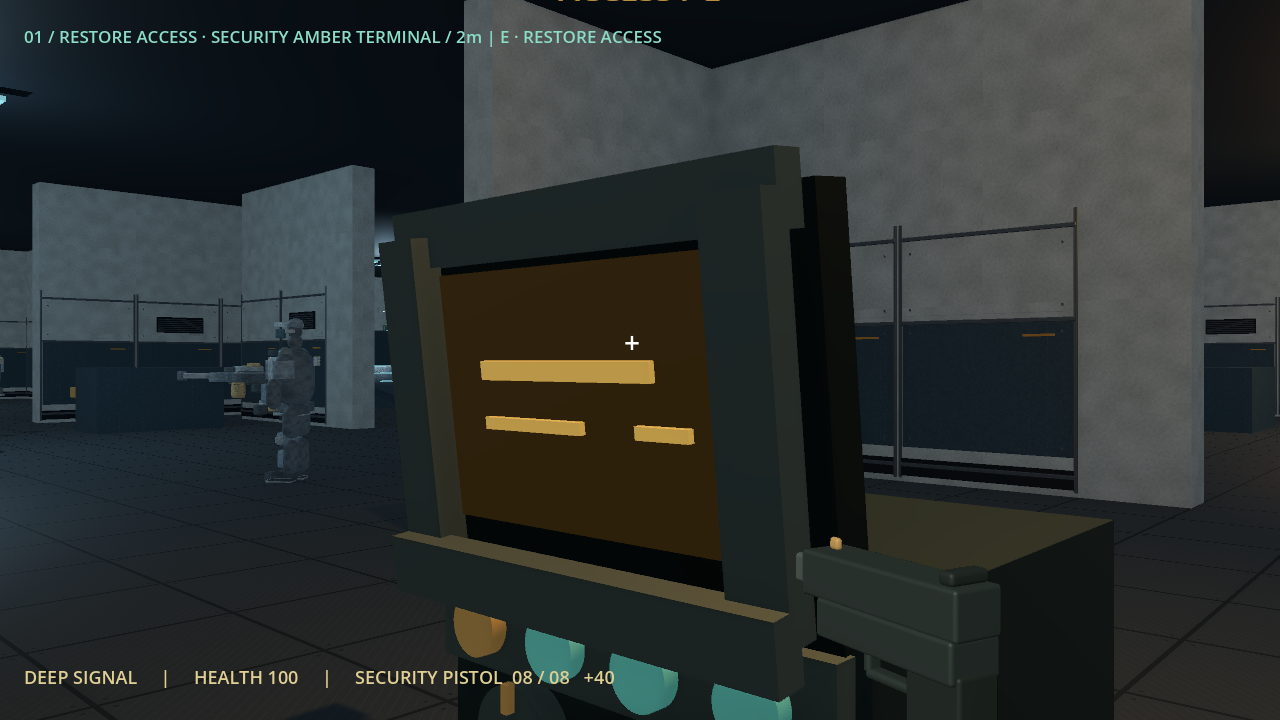 01 / RESTORE ACCESS · SECURITY AMBER TERMINAL / 2m | E · RESTORE ACCESS
DEEP SIGNAL | HEALTH 100 | SECURITY PISTOL 08 / 08 +40